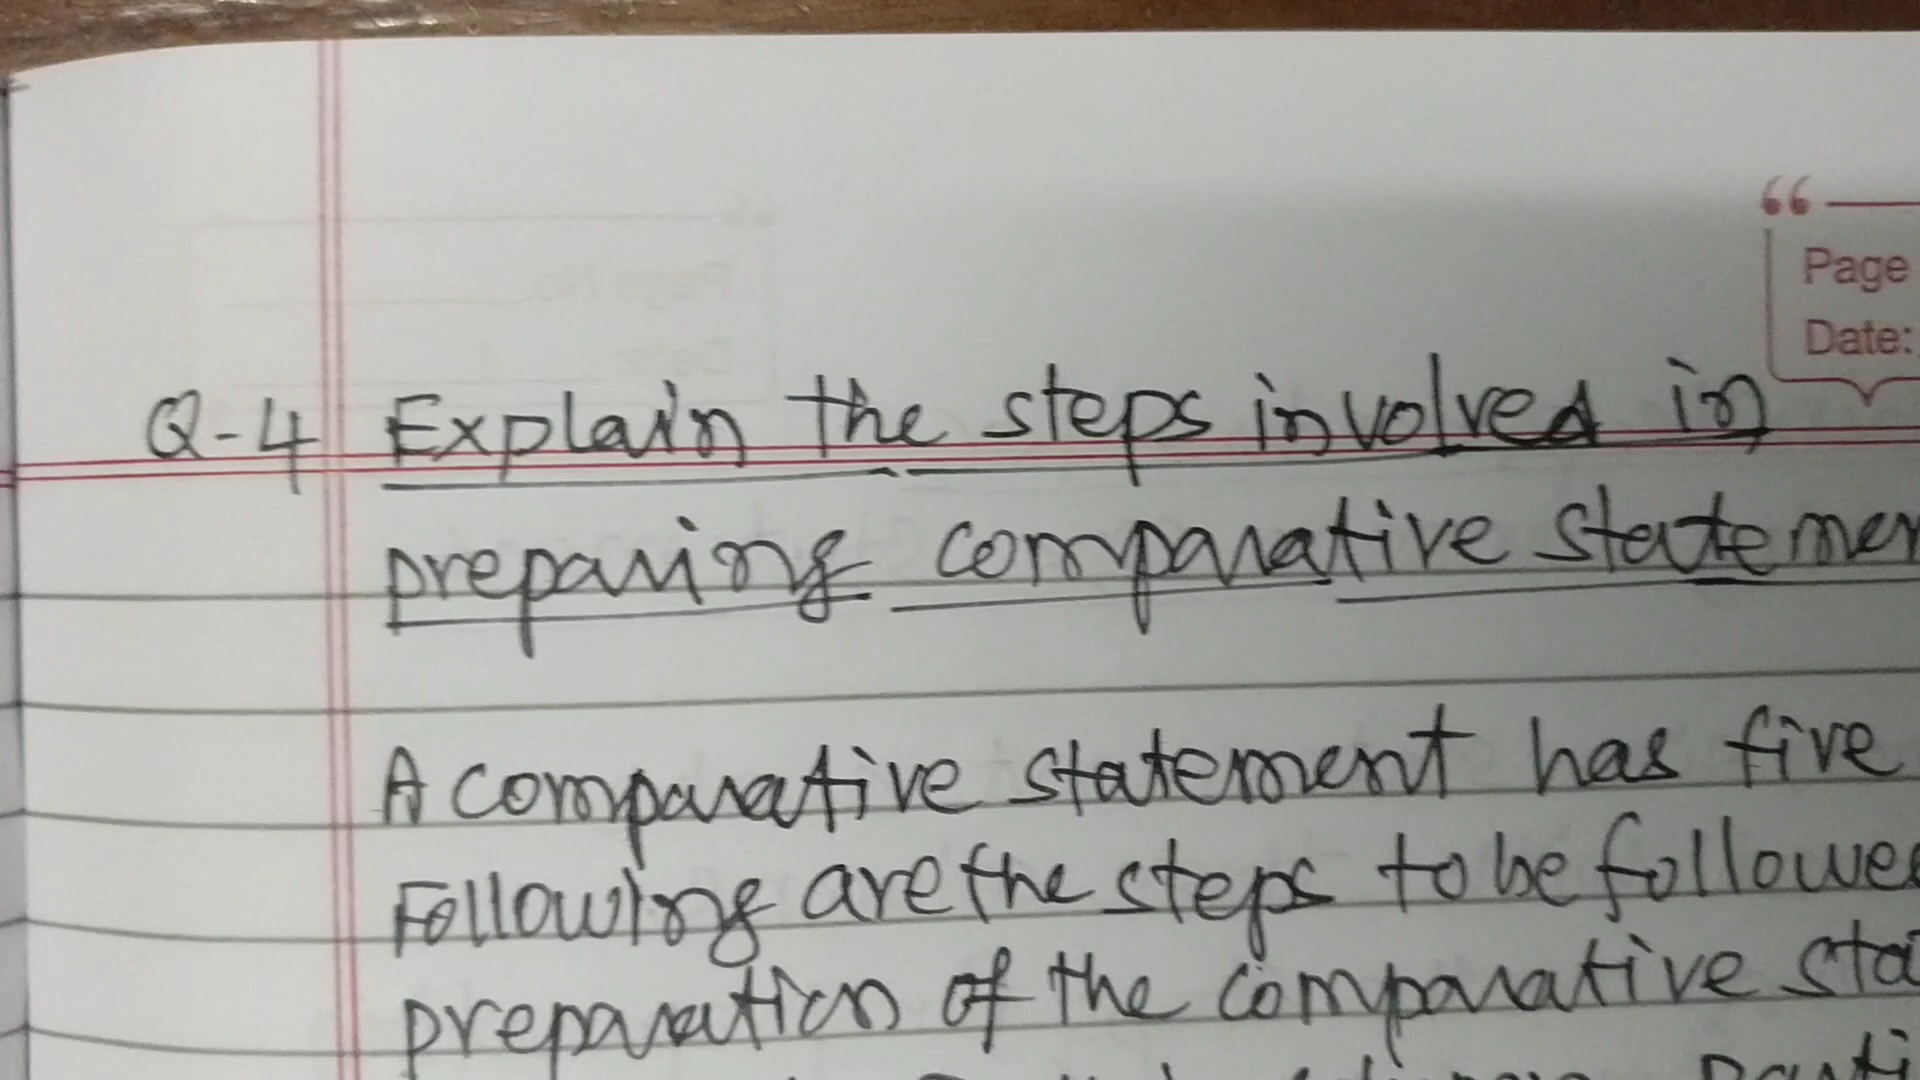 Page
Date:
Q-4 Explain the steps involved in
preparing comparative statemen
A comparative statement has five
Following are the steps to be followed
preparation of the comparative sta